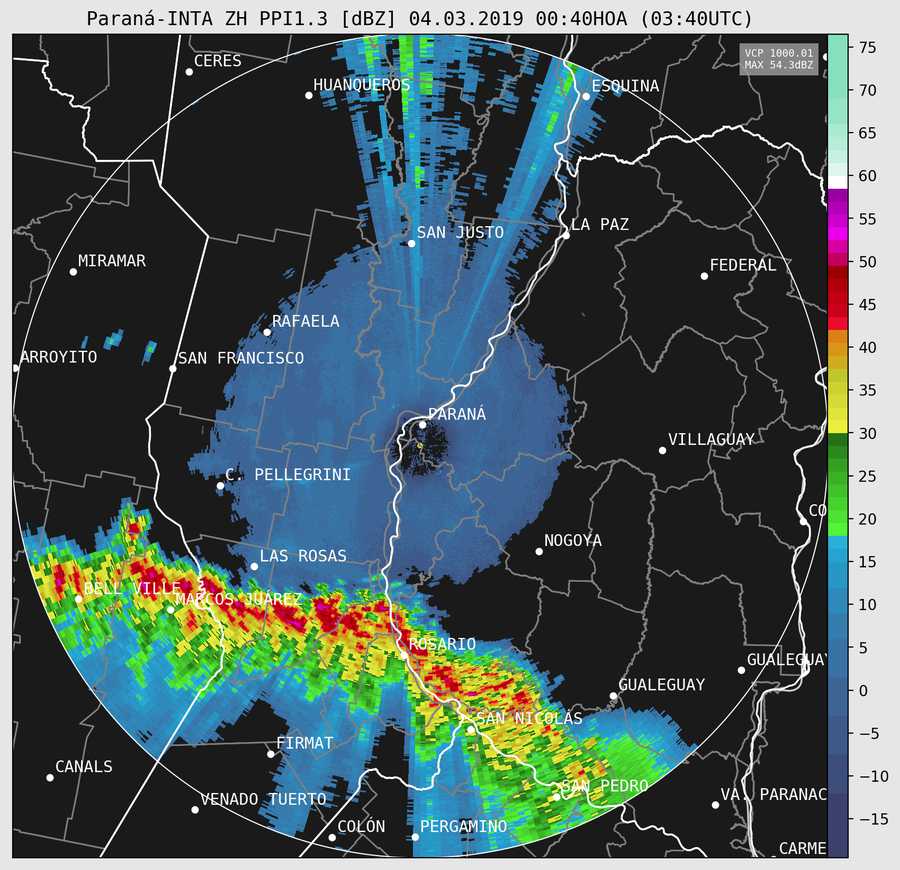 Paraná-INTA ZH PPI1.3 [dBZ] 04.03.2019 00:40HOA (03:40UTC)
VCP 1000.01
MAX 54.3dBZ
CERES
HUANQUEROS
ESQUINA
SAN JUSTO
LA PAZ
MIRAMAR
FEDERAL
RAFAELA
ARROYITO
SAN FRANCISCO
PARANÁ
VILLAGUAY
C. PELLEGRINI
CO
NOGOYA
LAS ROSAS
BELL VILLE
MARCOS JUÁREZ
ROSARIO
GUALEGUAY
GUALEGUAY
SAN NICOLÁS
FIRMAT
CANALS
SAN PEDRO
VENADO TUERTO
VA. PARANAC
COLÓN
PERGAMINO
CARME
75
70
65
60
55
50
45
40
35
30
25
20
15
10
5
0
−5
−10
−15